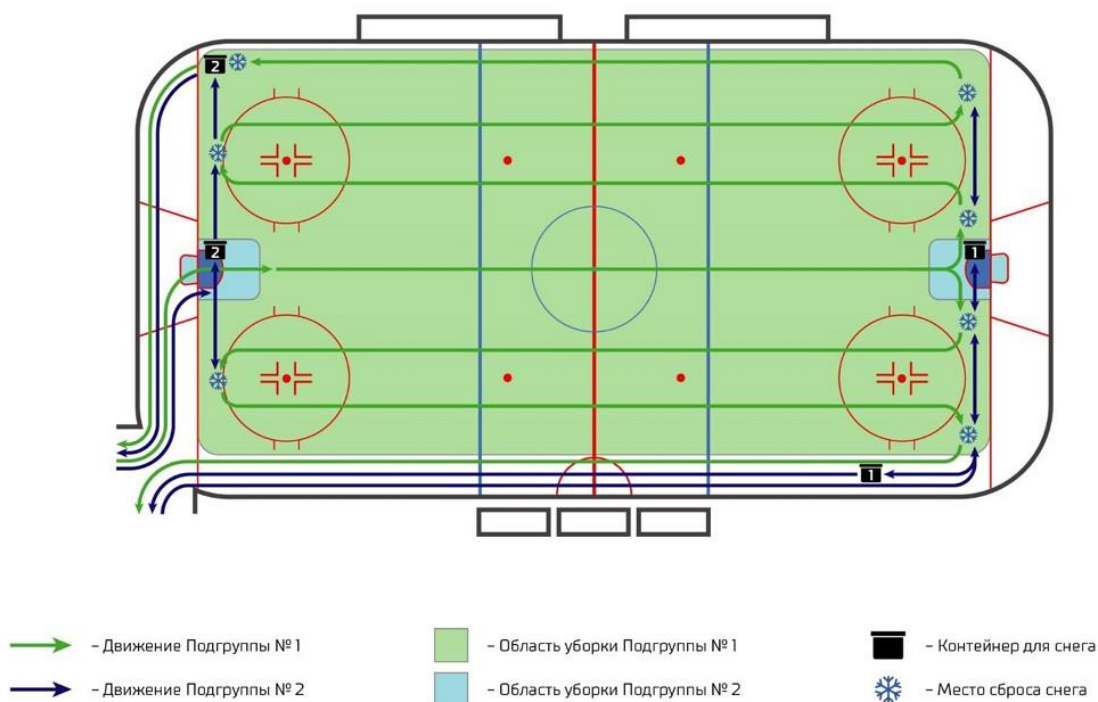 2
2
1
1
– Движение Подгруппы № 1
– Область уборки Подгруппы № 1
– Контейнер для снега
– Движение Подгруппы № 2
– Область уборки Подгруппы № 2
– Место сброса снега